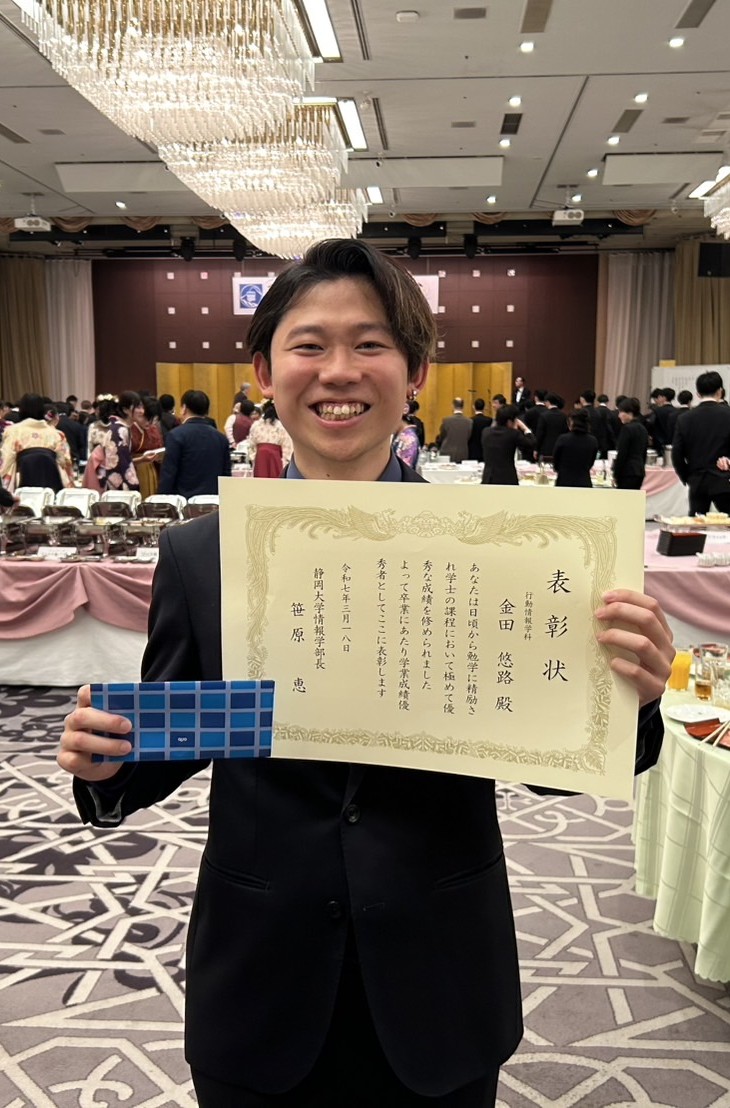 表彰状
行動情報学科
金田 悠路 殿
あなたは日頃から勉学に精励さ
れ学士の課程において極めて優
秀な成績を修められました
よって卒業にあたり学業成績優
秀者としてここに表彰します
令和七年三月一八日
静岡大学情報学部長
笹原 恵